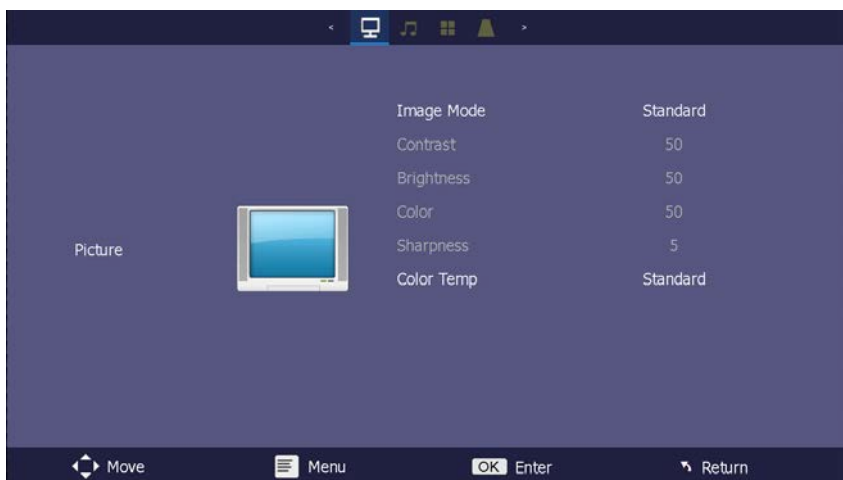 Image Mode Standard
Contrast 50
Brightness 50
Color 50
Sharpness 5
Picture
Color Temp Standard
Move Menu OK Enter Return